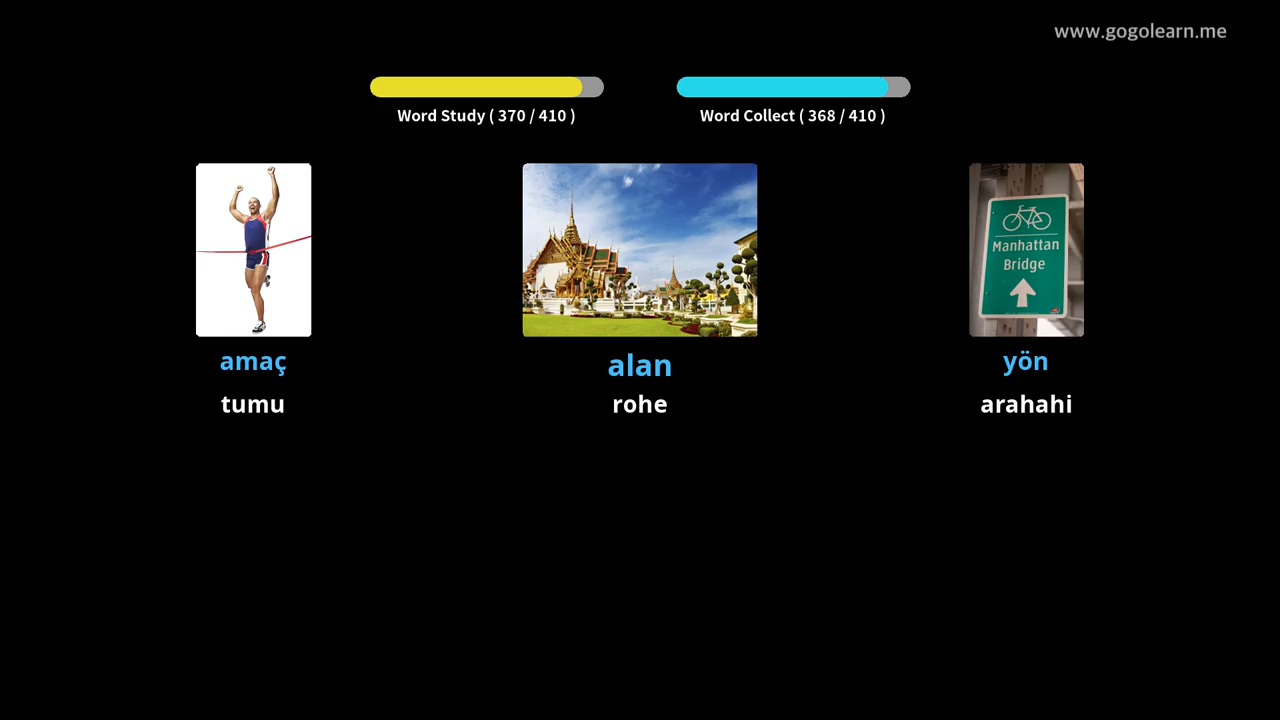 www.gogolearn.me
Word Study ( 370 / 410 )
Word Collect ( 368 / 410 )
Manhattan
Bridge
amaç
alan
yön
tumu
rohe
arahahi